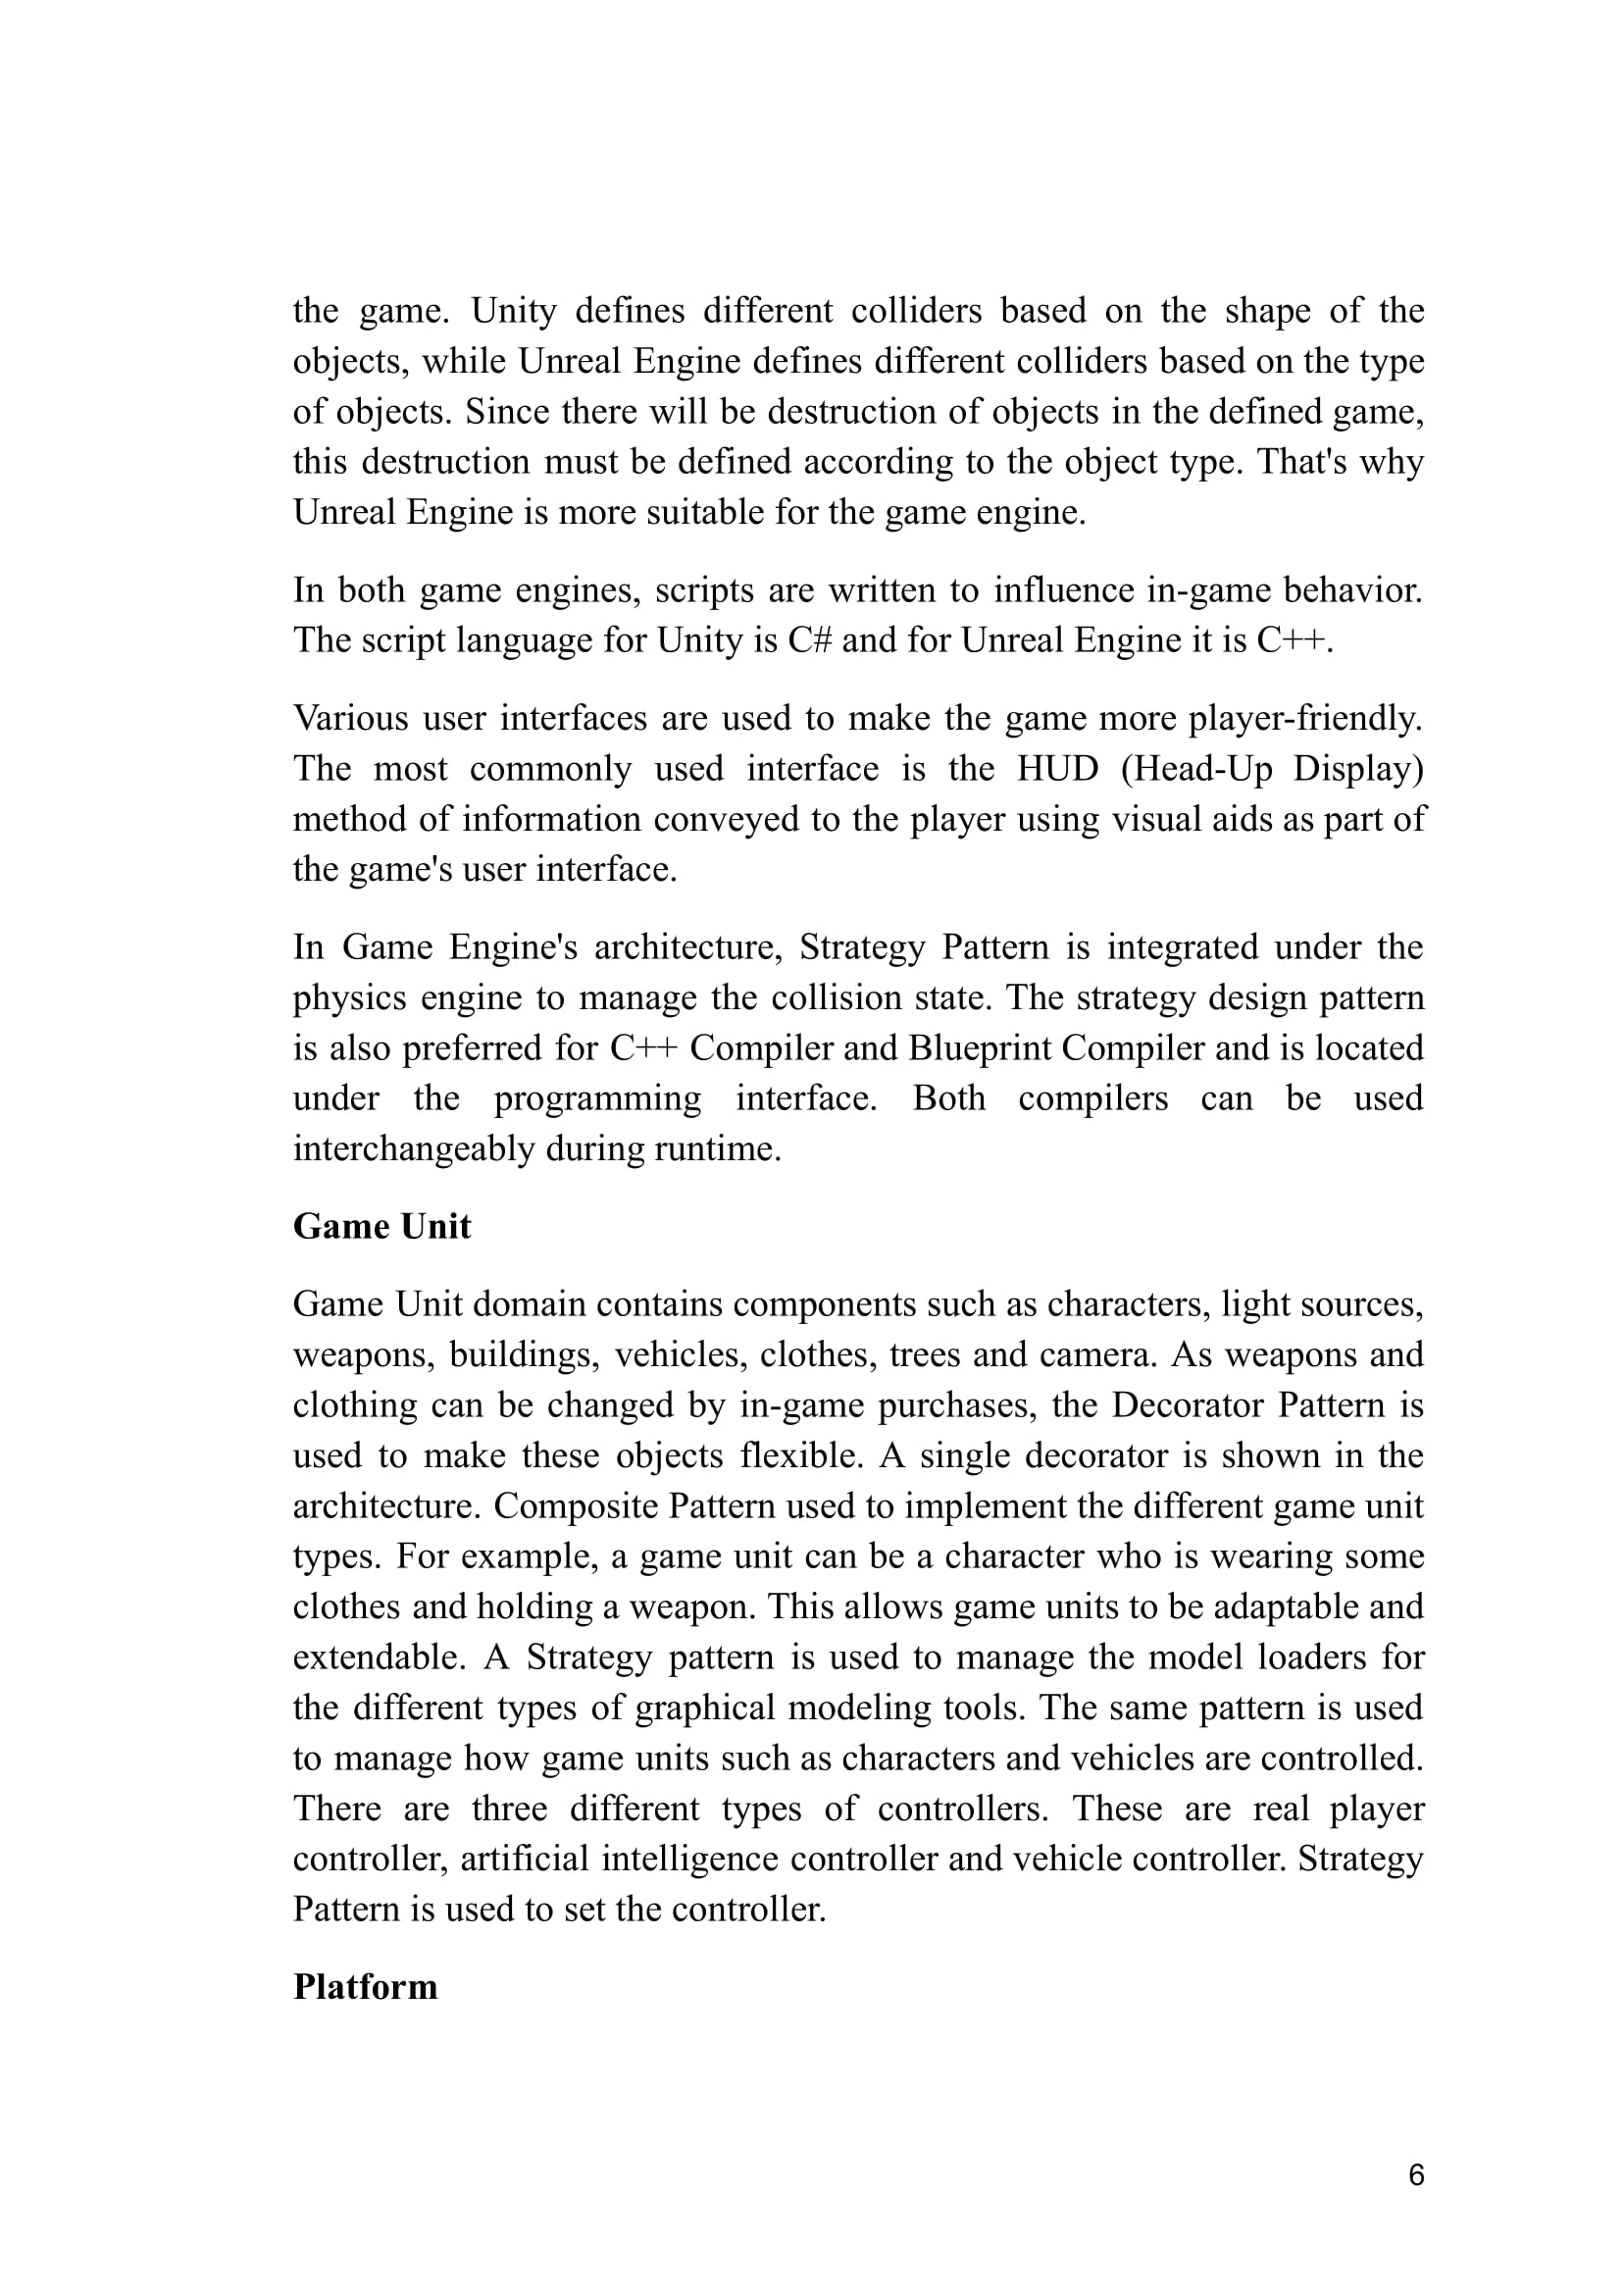 the game. Unity defines different colliders based on the shape of the
objects, while Unreal Engine defines different colliders based on the type
of objects. Since there will be destruction of objects in the defined game,
this destruction must be defined according to the object type. That's why
Unreal Engine is more suitable for the game engine.
In both game engines, scripts are written to influence in-game behavior.
The script language for Unity is C# and for Unreal Engine it is C++.
Various user interfaces are used to make the game more player-friendly.
The most commonly used interface is the HUD (Head-Up Display)
method of information conveyed to the player using visual aids as part of
the game's user interface.
In Game Engine's architecture, Strategy Pattern is integrated under the
physics engine to manage the collision state. The strategy design pattern
is also preferred for C++ Compiler and Blueprint Compiler and is located
under the programming interface. Both compilers can be used
interchangeably during runtime.
Game Unit
Game Unit domain contains components such as characters, light sources,
weapons, buildings, vehicles, clothes, trees and camera. As weapons and
clothing can be changed by in-game purchases, the Decorator Pattern is
used to make these objects flexible. A single decorator is shown in the
architecture. Composite Pattern used to implement the different game unit
types. For example, a game unit can be a character who is wearing some
clothes and holding a weapon. This allows game units to be adaptable and
extendable. A Strategy pattern is used to manage the model loaders for
the different types of graphical modeling tools. The same pattern is used
to manage how game units such as characters and vehicles are controlled.
There are three different types of controllers. These are real player
controller, artificial intelligence controller and vehicle controller. Strategy
Pattern is used to set the controller.
Platform
6